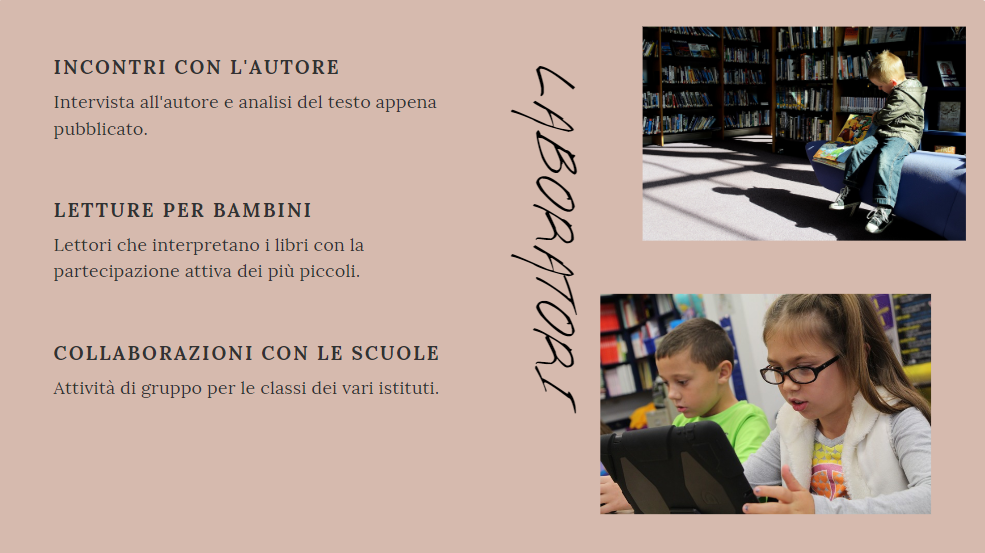 INCONTRI CON L'AUTORE
Intervista all'autore e analisi del testo appena
pubblicato.
LETTURE PER BAMBINI
Lettori che interpretano i libri con la
partecipazione attiva dei più piccoli.
COLLABORAZIONI CON LE SCUOLE
Attività di gruppo per le classi dei vari istituti.
LABORATORI